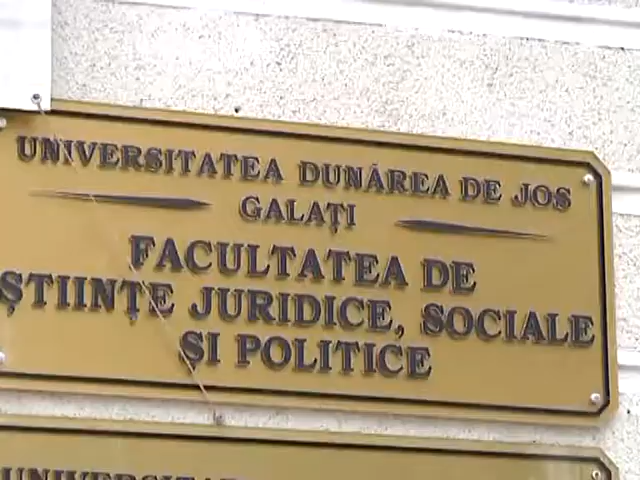 UNIVERSITATEA DUNĂREA DE JOS
GALAȚI
FACULTATEA DE
ȘTIINȚE JURIDICE, SOCIALE
ȘI POLITICE